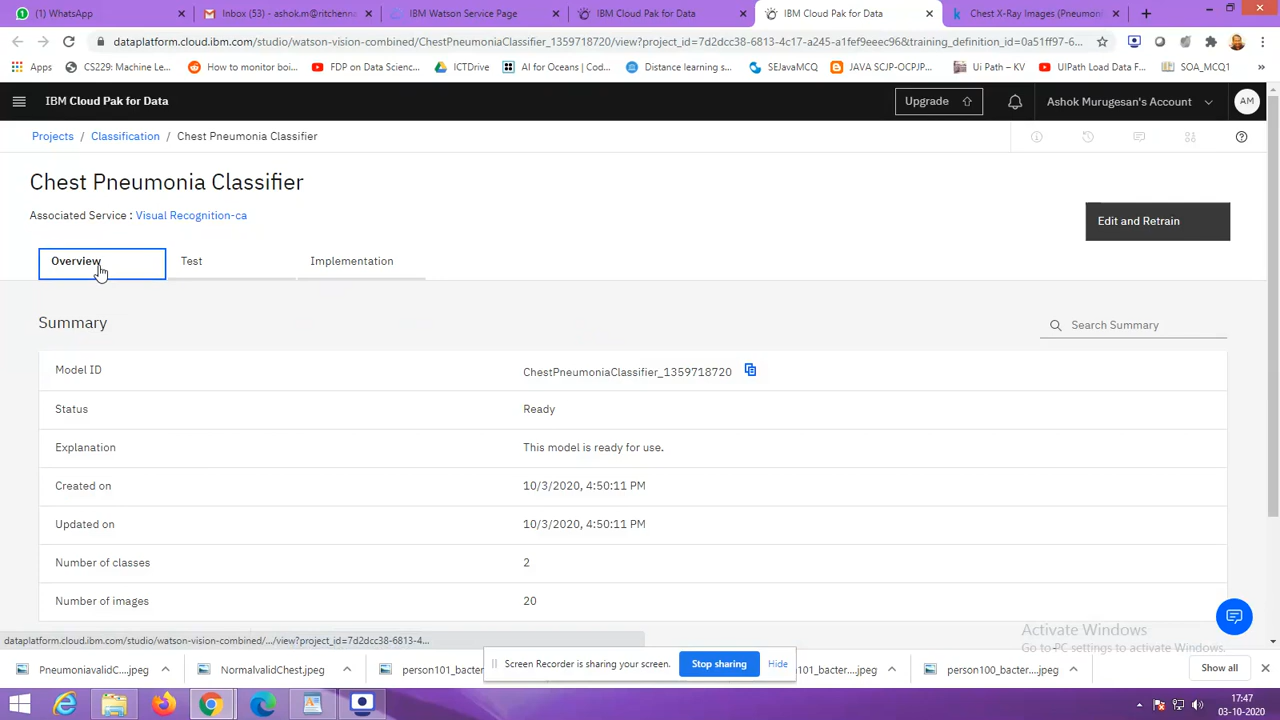 WhatsApp
Inbox (53) - ashok.m@ritchennai
IBM Watson Service Page
IBM Cloud Pak for Data
IBM Cloud Pak for Data
Chest X-Ray Images (Pneumoni
dataplatform.cloud.ibm.com/studio/watson-vision-combined/ChestPneumoniaClassifier_1359718720/view?project_id=7d2dcc38-6813-4c17-a245-a1fef9eeec96&training_definition_id=0a51ff97-6...
Apps
CS229: Machine Le...
How to monitor boi...
FDP on Data Scienc...
ICTDrive
AI for Oceans | Cod...
Distance learning s...
SEJavaMCQ
JAVA SCJP-OCPJP...
Ui Path – KV
UIPath Load Data F...
SOA_MCQ1
»
IBM Cloud Pak for Data
Upgrade
Ashok Murugesan's Account
AM
Projects / Classification / Chest Pneumonia Classifier
Chest Pneumonia Classifier
Associated Service : Visual Recognition-ca
Edit and Retrain
Overview
Test
Implementation
Summary
Search Summary
Model ID
ChestPneumoniaClassifier_1359718720
Status
Ready
Explanation
This model is ready for use.
Created on
10/3/2020, 4:50:11 PM
Updated on
10/3/2020, 4:50:11 PM
Number of classes
2
Number of images
20
Activate Windows
Go to PC settings to activate Windows.
dataplatform.cloud.ibm.com/studio/watson-vision-combined/.../view?project_id=7d2dcc38-6813-4...
PneumoniavalidC....jpeg
NormalvalidChest.jpeg
person101_bacte
Screen Recorder is sharing your screen.
Stop sharing
Hide
101_bacter....jpeg
person100_bacter....jpeg
Show all
17:47
03-10-2020